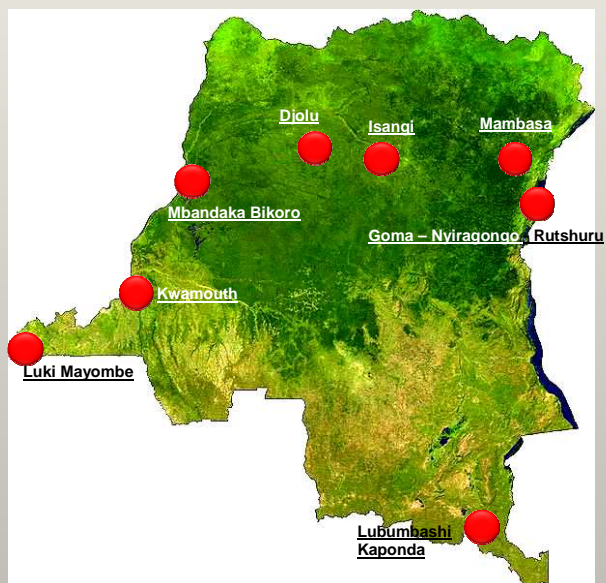 Djolu
Isangi
Mambasa
Mbandaka Bikoro
Goma – Nyiragongo - Rutshuru
Kwamouth
Luki Mayombe
Lubumbashi
Kaponda